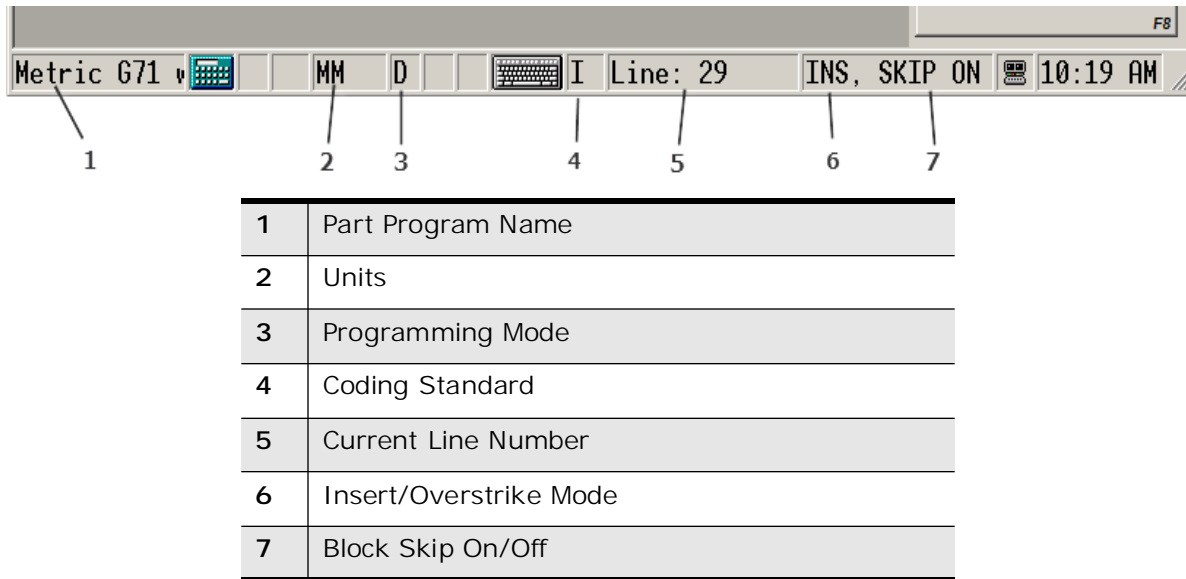 F8
Metric G71 MM D I Line: 29 INS, SKIP ON 10:19 AM
1 2 3 4 5 6 7
1 Part Program Name
2 Units
3 Programming Mode
4 Coding Standard
5 Current Line Number
6 Insert/Overstrike Mode
7 Block Skip On/Off